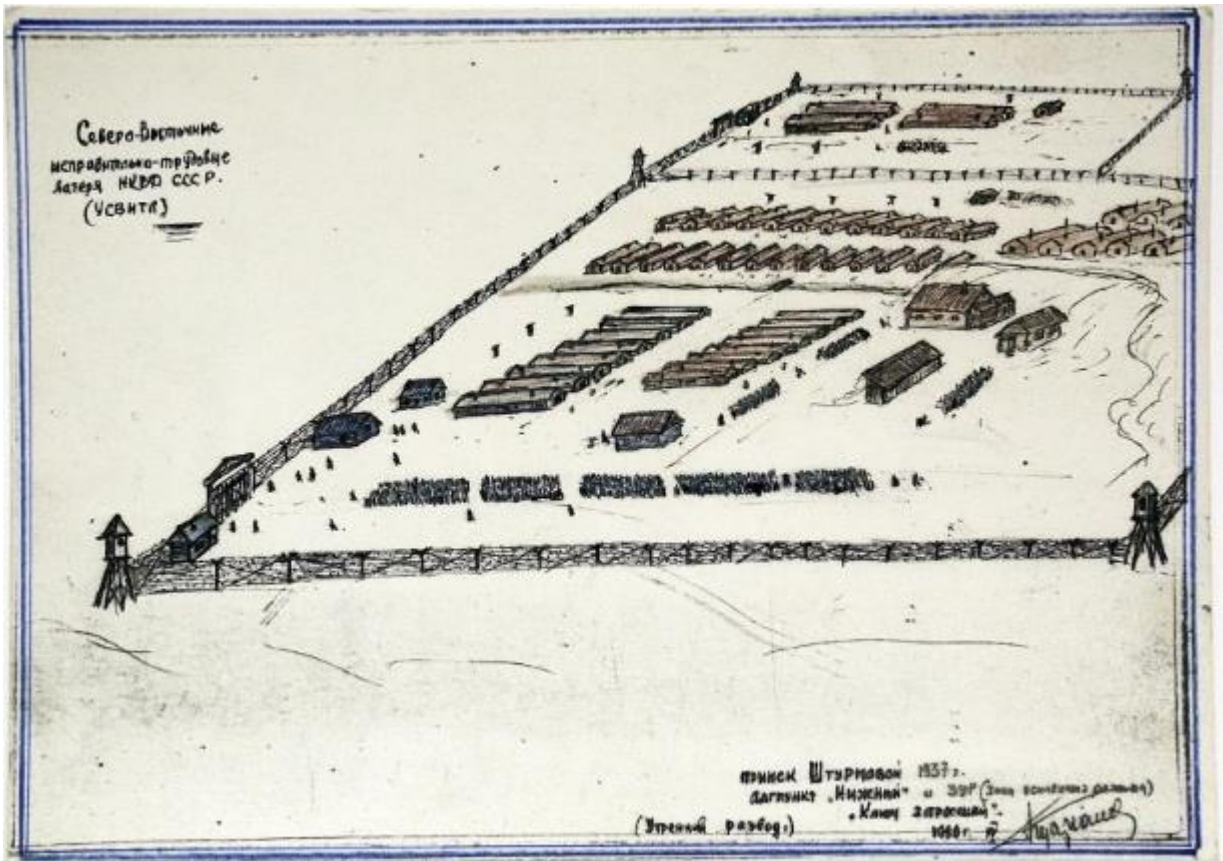 Северо-Восточные
исправительно-трудовые
лагеря НКВД СССР.
(УСВИТЛ)
прииск Штурмовой 1937 г.
Лагпункт „Нижний“ и ЗУР (Зона усиленного режима)
„Ключ
(Утренний развод.)